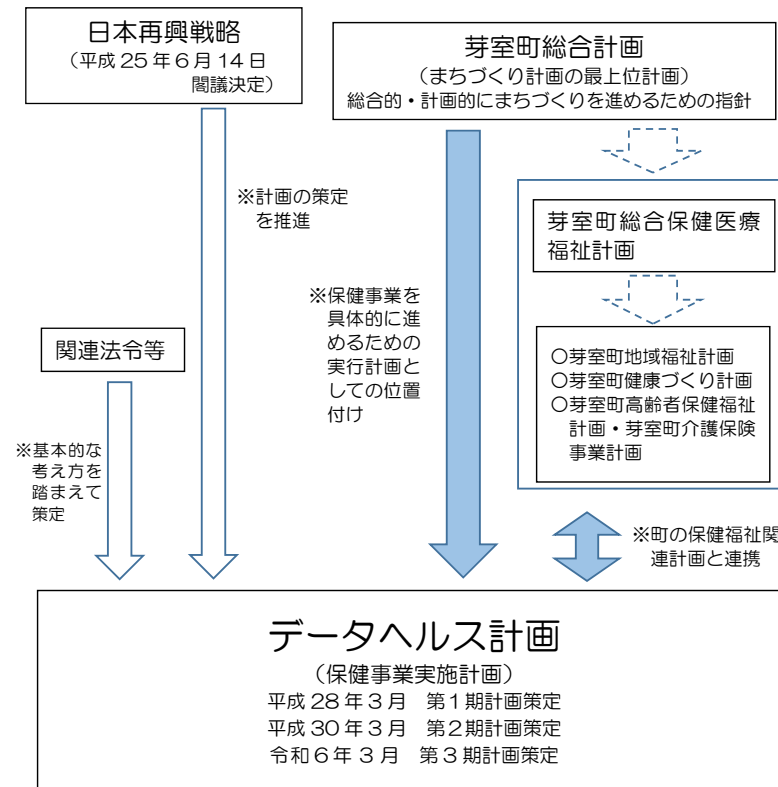 日本再興戦略
（平成25年6月14日
閣議決定）
芽室町総合計画
（まちづくり計画の最上位計画）
総合的・計画的にまちづくりを進めるための指針
※計画の策定
を推進
芽室町総合保健医療
福祉計画
※保健事業を
具体的に進
めるための
実行計画と
しての位置
付け
関連法令等
○芽室町地域福祉計画
○芽室町健康づくり計画
○芽室町高齢者保健福祉
計画・芽室町介護保険
事業計画
※基本的な
考え方を
踏まえて
策定
※町の保健福祉関
連計画と連携
データヘルス計画
（保健事業実施計画）
平成28年3月　第1期計画策定
平成30年3月　第2期計画策定
令和6年3月　第3期計画策定